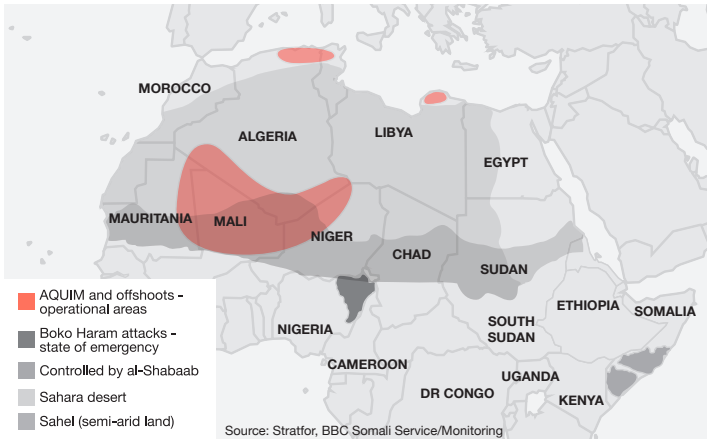 MOROCCO
ALGERIA
LIBYA
EGYPT
MAURITANIA
MALI
NIGER
CHAD
SUDAN
ETHIOPIA
SOMALIA
NIGERIA
SOUTH
SUDAN
CAMEROON
UGANDA
DR CONGO
KENYA
AQUIM and offshoots -
operational areas
Boko Haram attacks -
state of emergency
Controlled by al-Shabaab
Sahara desert
Sahel (semi-arid land)
Source: Stratfor, BBC Somali Service/Monitoring